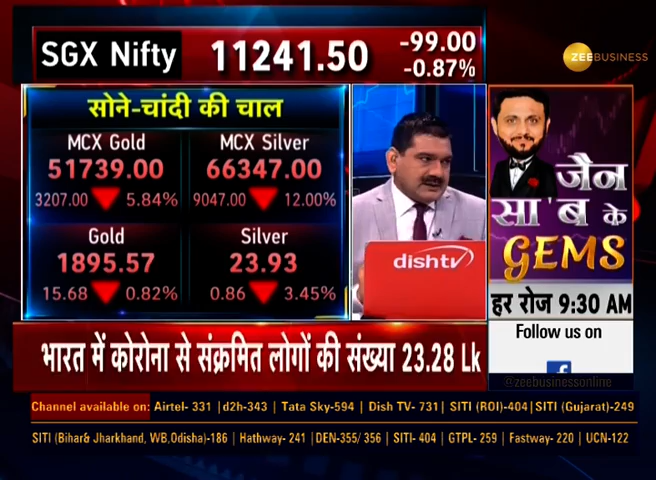 SGX Nifty 11241.50 -99.00
-0.87%
ZEEBUSINESS
सोने-चांदी की चाल
MCX Gold MCX Silver
51739.00 66347.00
3207.00 5.84% 9047.00 12.00%
Gold Silver
1895.57 23.93
15.68 0.82% 0.86 3.45%
dishtv
जैन
सा'ब के
GEMS
हर रोज 9:30 AM
Follow us on
@zeebusinessonline
भारत में कोरोना से संक्रमित लोगों की संख्या 23.28 Lk
Channel available on: Airtel- 331 | d2h-343 | Tata Sky-594 | Dish TV- 731 | SITI (ROI)-404 | SITI (Gujarat)-249
SITI (Bihar& Jharkhand, WB,Odisha)-186 | Hathway- 241 | DEN-355/ 356 | SITI- 404 | GTPL- 259 | Fastway- 220 | UCN-122